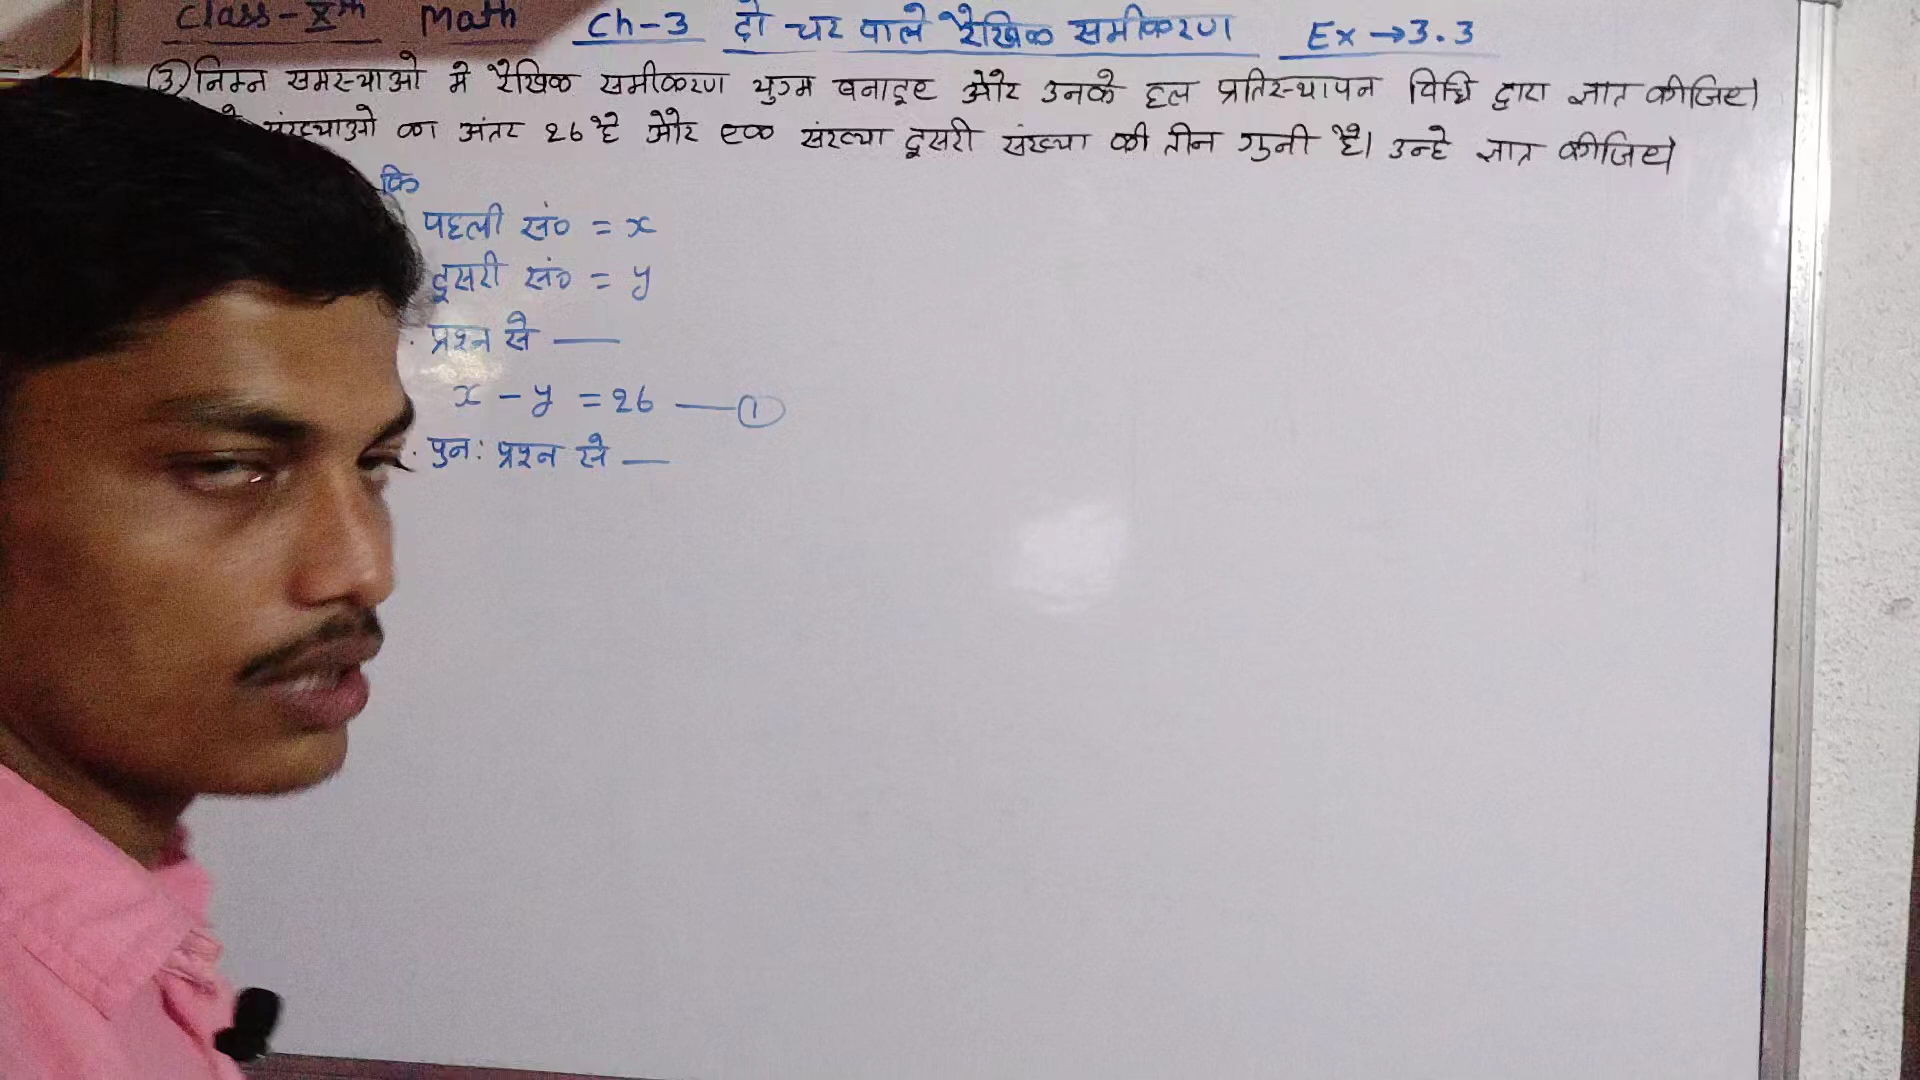 Class-Xth Math Ch-3 दो चर वाले रैखिक समीकरण Ex→3.3
③ निम्न समस्याओ मे रैखिक समीकरण युग्म बनाइए और उनके हल प्रतिस्थापन विधि द्वारा ज्ञात कीजिए।
संख्याओ का अंतर 26 है और एक संख्या दूसरी संख्या की तीन गुनी है। उन्हे ज्ञात कीजिए।
कि
पहली सं० = x
दूसरी सं० = y
प्रश्न से —
x - y = 26 — ①
पुनः प्रश्न से —